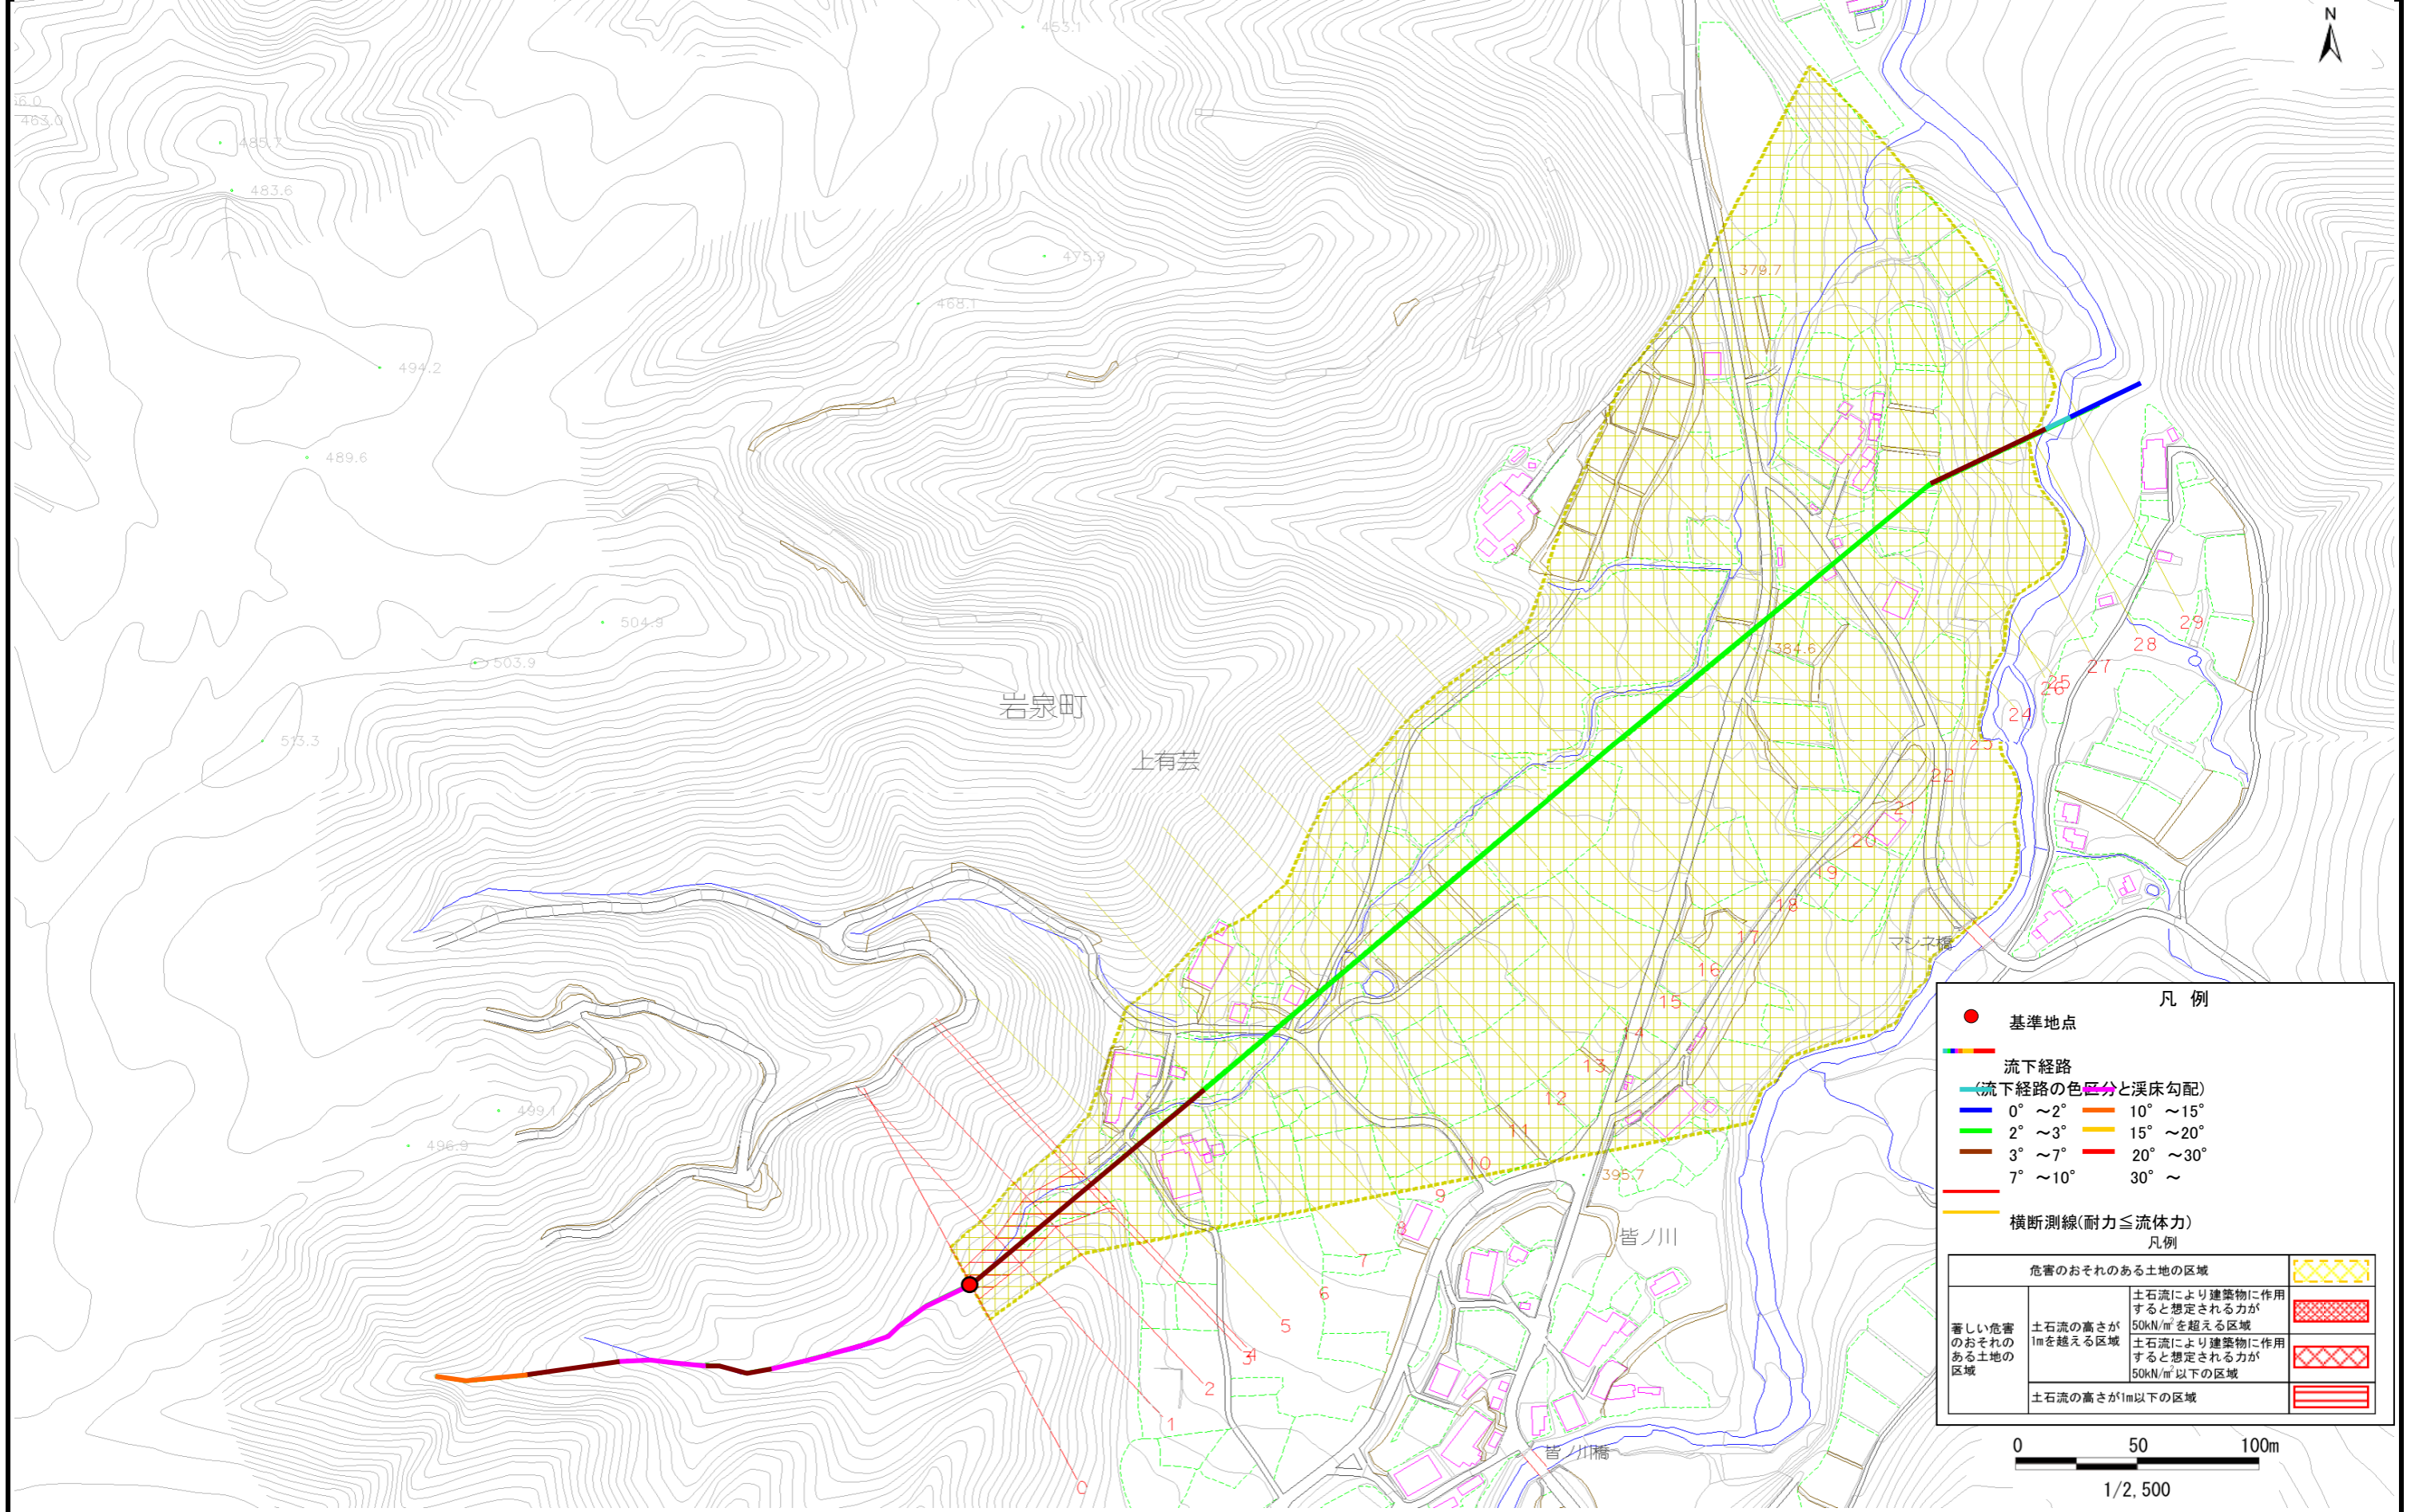 N
453.1
463.0
485.7
483.6
475.9
468.1
379.7
494.2
489.6
504.9
503.9
384.6
岩泉町
上有芸
513.3
29
28
27
25
26
24
23
22
21
20
19
18
17
マシネ橋
16
15
14
13
12
11
10
9
8
7
6
5
4
3
2
1
0
499.1
496.9
395.7
皆ノ川
皆ノ川橋
凡 例
基準地点
流下経路
(流下経路の色区分と渓床勾配)
0° ～2° 10° ～15°
2° ～3° 15° ～20°
3° ～7° 20° ～30°
7° ～10° 30° ～
横断測線(耐力≦流体力)
凡例
危害のおそれのある土地の区域
著しい危害
のおそれの
ある土地の
区域
土石流の高さが
1mを越える区域
土石流により建築物に作用
すると想定される力が
50kN/㎡を超える区域
土石流により建築物に作用
すると想定される力が
50kN/㎡以下の区域
土石流の高さが1m以下の区域
0 50 100m
1/2,500